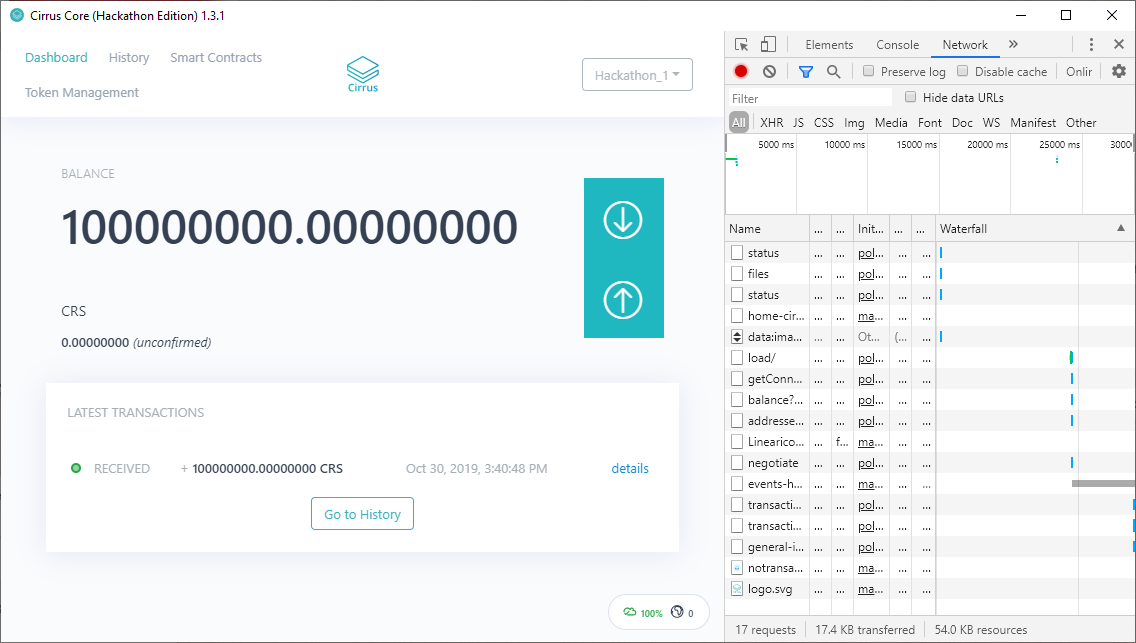 Cirrus Core (Hackathon Edition) 1.3.1
Dashboard History Smart Contracts
Token Management
Cirrus
Hackathon_1
BALANCE
100000000.00000000
CRS
0.00000000 (unconfirmed)
LATEST TRANSACTIONS
RECEIVED + 100000000.00000000 CRS Oct 30, 2019, 3:40:48 PM details
Go to History
100% 0
Elements Console Network »
Preserve log Disable cache Onlir
Filter Hide data URLs
All XHR JS CSS Img Media Font Doc WS Manifest Other
5000 ms 10000 ms 15000 ms 20000 ms 25000 ms 3000
Name ... ... Init... ... ... Waterfall
status ... ... pol... ... ...
files ... ... pol... ... ...
status ... ... pol... ... ...
home-cir... ... ... ma... ... ...
data:ima... ... ... Ot... (... ...
load/ ... ... pol... ... ...
getConn... ... ... pol... ... ...
balance?... ... ... pol... ... ...
addresse... ... ... pol... ... ...
Linearico... ... f... ma... ... ...
negotiate ... ... pol... ... ...
events-h... ... ... ma... ... ...
transacti... ... ... pol... ... ...
transacti... ... ... pol... ... ...
general-i... ... ... pol... ... ...
notransa... ... ... ma... ... ...
logo.svg ... ... ma... ... ...
17 requests 17.4 KB transferred 54.0 KB resources